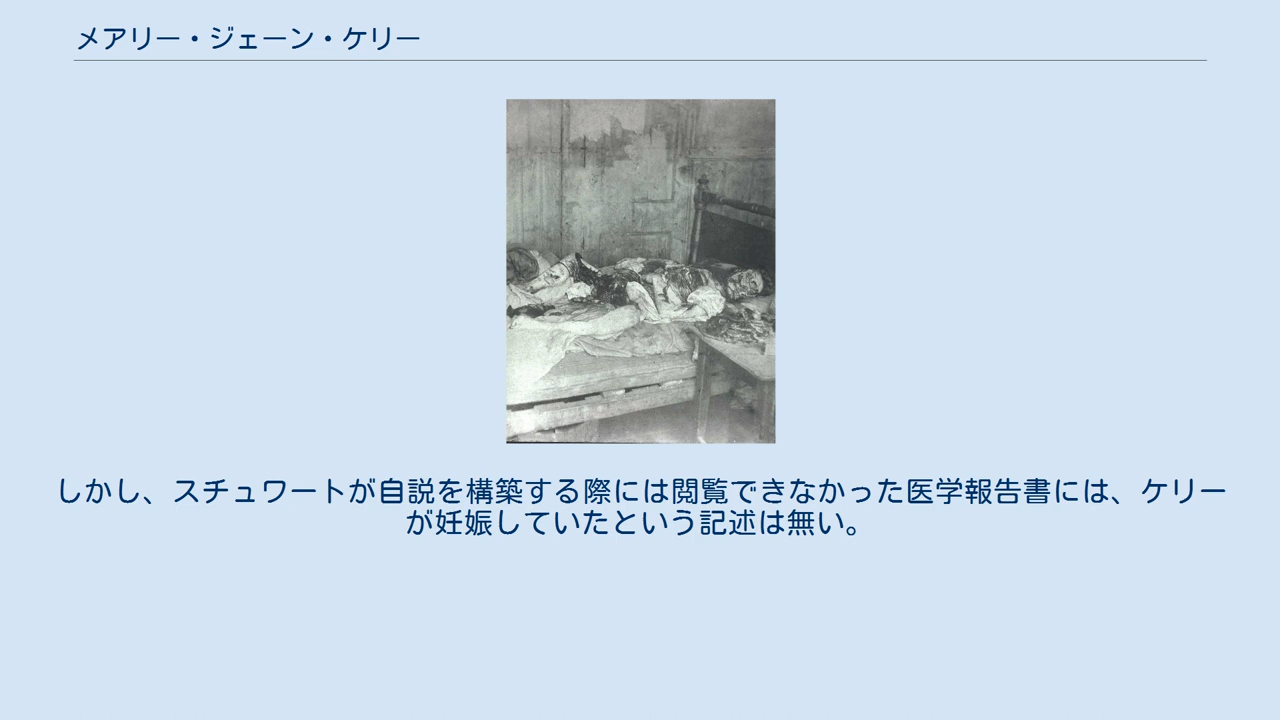 メアリー・ジェーン・ケリー
しかし、スチュワートが自説を構築する際には閲覧できなかった医学報告書には、ケリー
が妊娠していたという記述は無い。